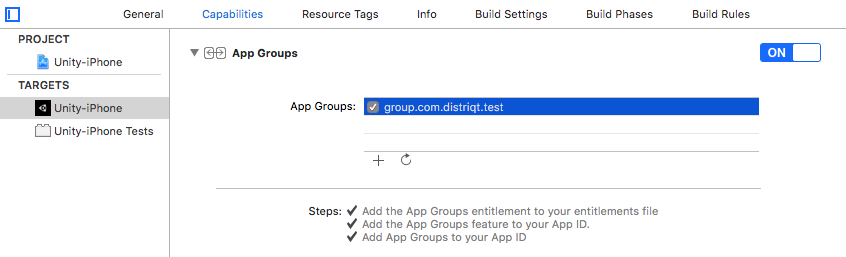 General Capabilities Resource Tags Info Build Settings Build Phases Build Rules
PROJECT
Unity-iPhone
TARGETS
Unity-iPhone
Unity-iPhone Tests
App Groups
ON
App Groups: group.com.distriqt.test
Steps: ✔ Add the App Groups entitlement to your entitlements file
✔ Add the App Groups feature to your App ID.
✔ Add App Groups to your App ID